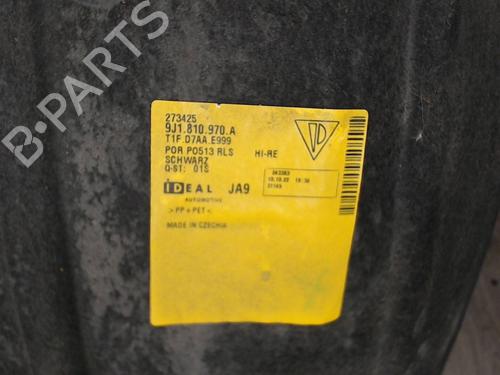 273425
9J1.810.970.A
T1F.D7AA.E999
POR PO513 RLS HI-RE
SCHWARZ
Q-ST: 01S
IDEAL JA9
AUTOMOTIVE
>PP+PET<
MADE IN CZECHIA
B-PARTS